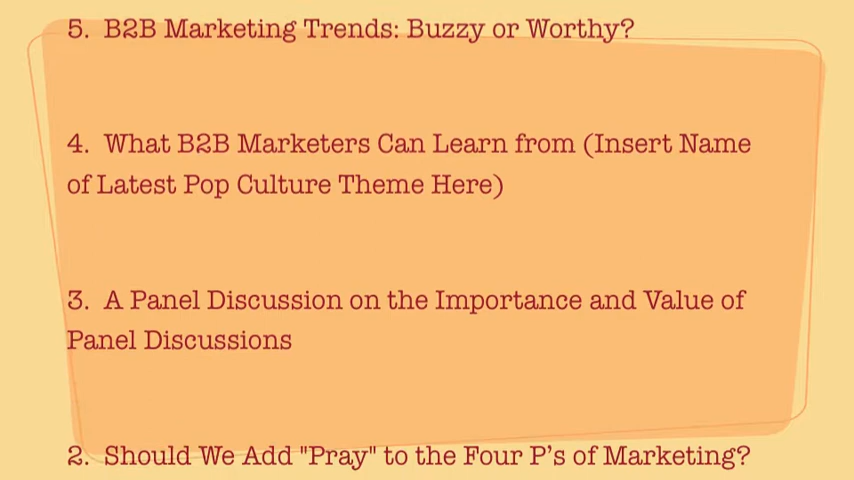 5. B2B Marketing Trends: Buzzy or Worthy?
4. What B2B Marketers Can Learn from (Insert Name
of Latest Pop Culture Theme Here)
3. A Panel Discussion on the Importance and Value of
Panel Discussions
2. Should We Add "Pray" to the Four P’s of Marketing?